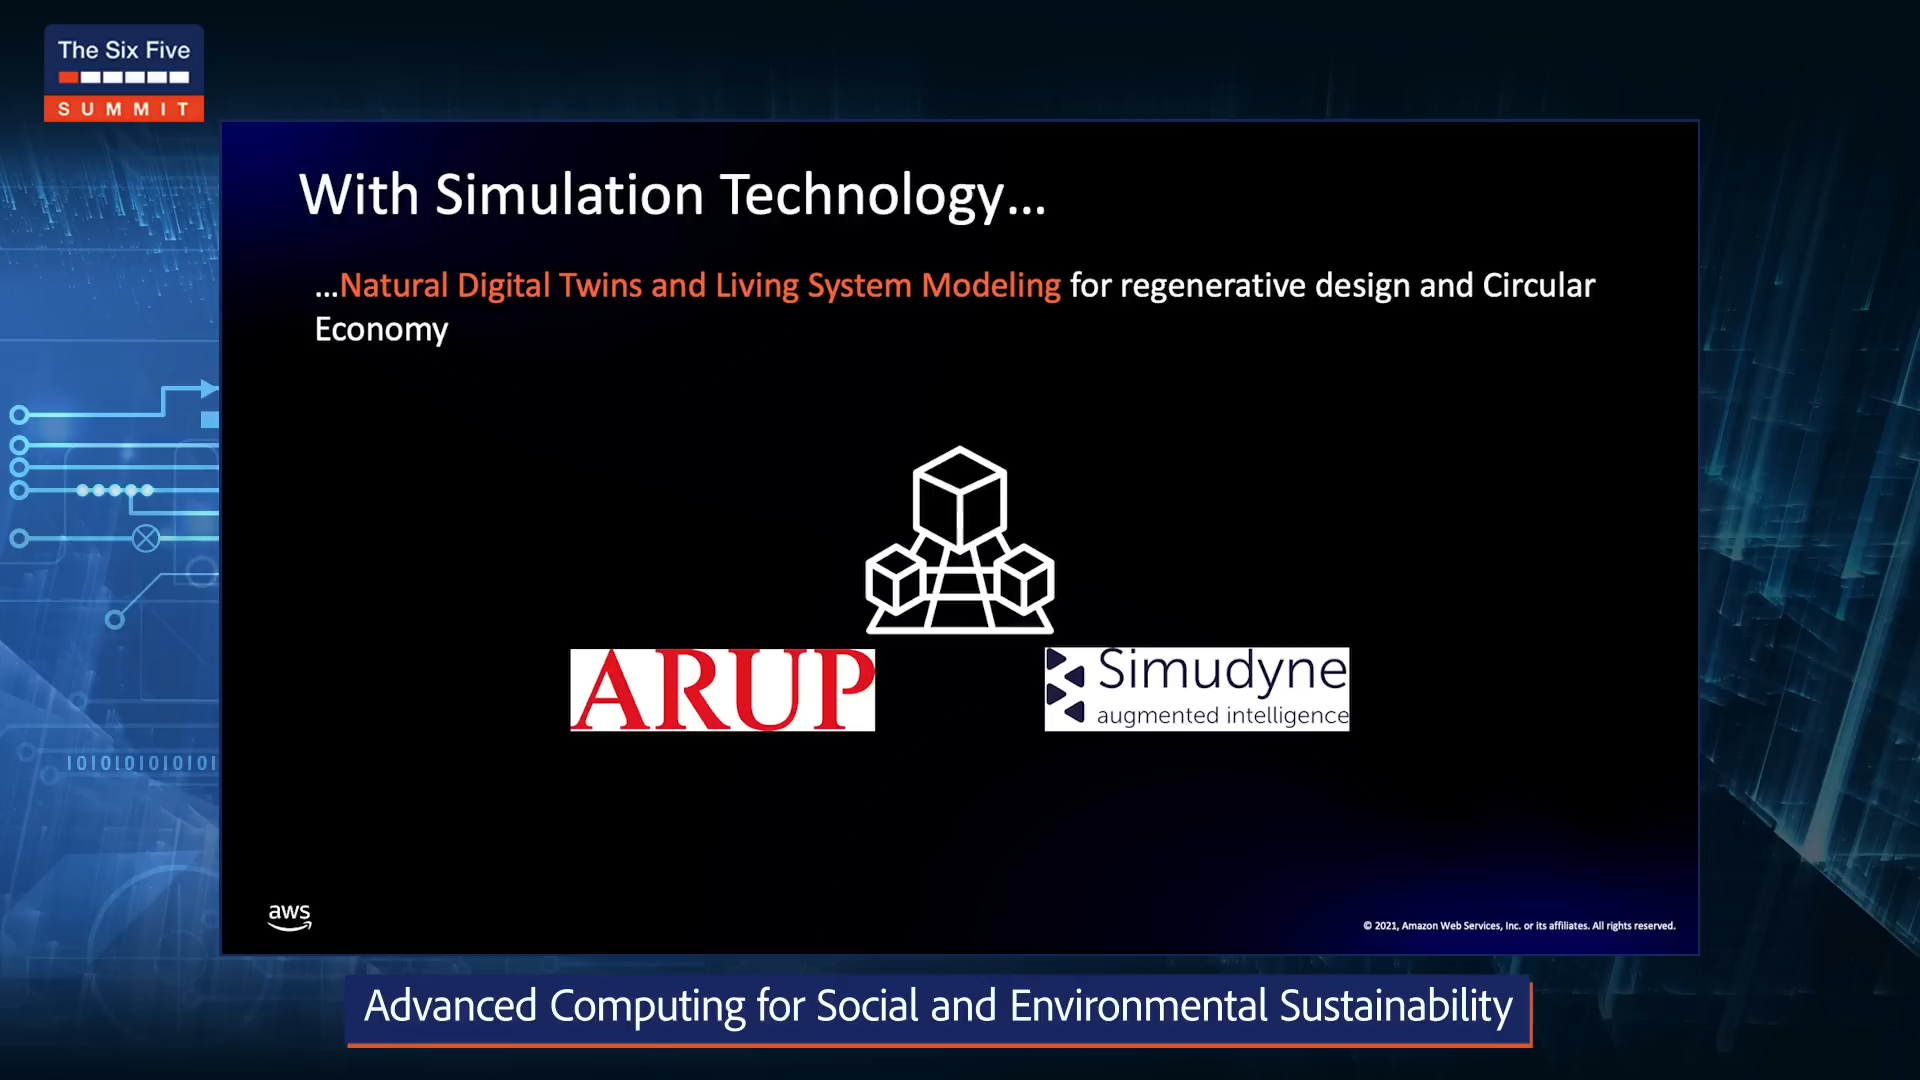 The Six Five
SUMMIT
With Simulation Technology...
...Natural Digital Twins and Living System Modeling for regenerative design and Circular
Economy
ARUP
Simudyne
augmented intelligence
101010101010101
aws
© 2021, Amazon Web Services, Inc. or its affiliates. All rights reserved.
Advanced Computing for Social and Environmental Sustainability